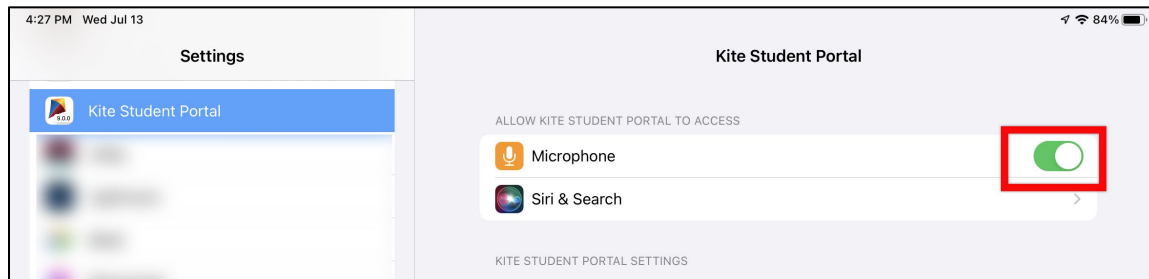 4:27 PM Wed Jul 13
84%
Settings
Kite Student Portal
9.0.0
Kite Student Portal
ALLOW KITE STUDENT PORTAL TO ACCESS
Microphone
Siri & Search
KITE STUDENT PORTAL SETTINGS